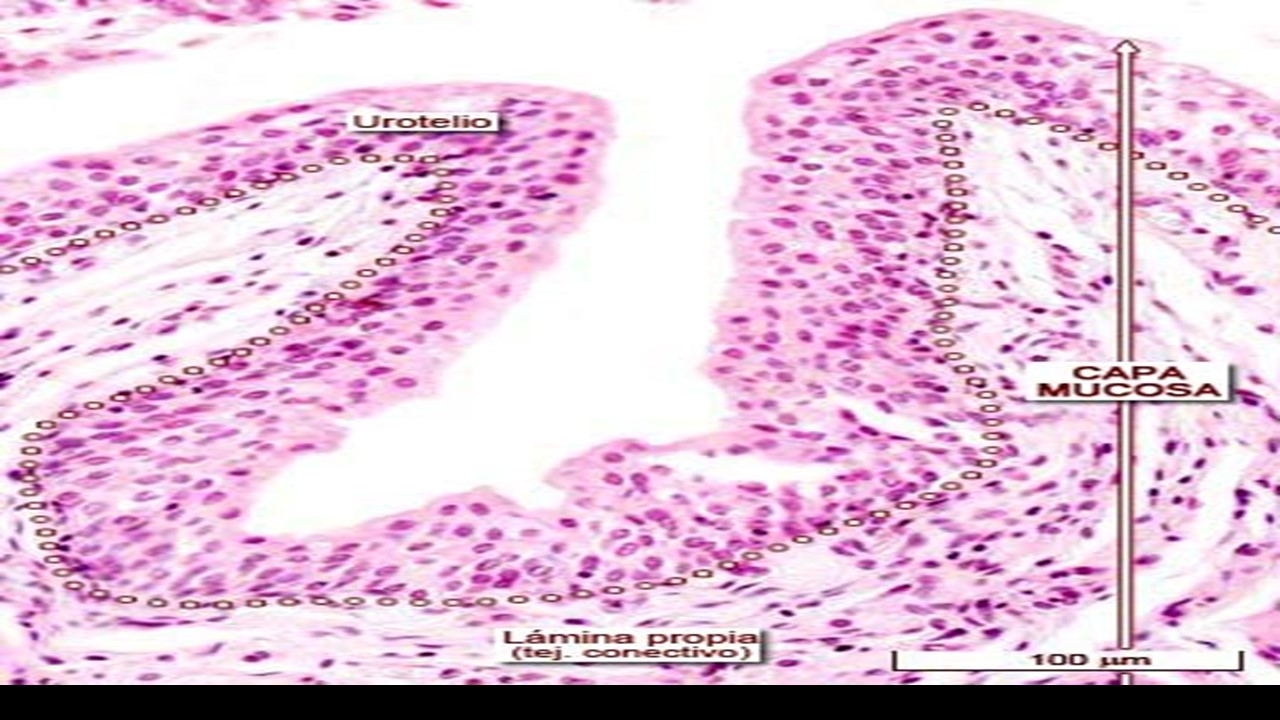 Urotelio
CAPA
MUCOSA
Lámina propia
(tej. conectivo)
100 µm